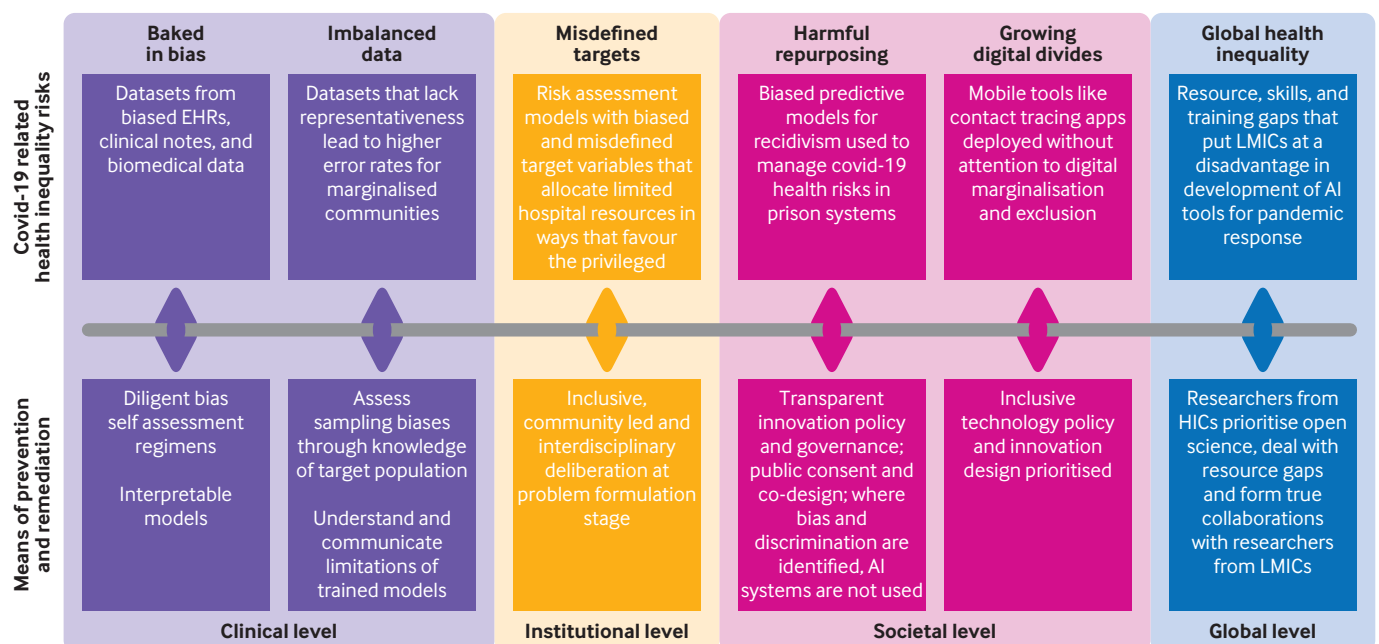 Covid-19 related
health inequality risks
Baked
in bias
Datasets from
biased EHRs,
clinical notes, and
biomedical data
Imbalanced
data
Datasets that lack
representativeness
lead to higher
error rates for
marginalised
communities
Misdefined
targets
Risk assessment
models with biased
and misdefined
target variables that
allocate limited
hospital resources in
ways that favour
the privileged
Harmful
repurposing
Biased predictive
models for
recidivism used to
manage covid-19
health risks in
prison systems
Growing
digital divides
Mobile tools like
contact tracing apps
deployed without
attention to digital
marginalisation
and exclusion
Global health
inequality
Resource, skills, and
training gaps that
put LMICs at a
disadvantage in
development of AI
tools for pandemic
response
Means of prevention
and remediation
Diligent bias
self assessment
regimens
Interpretable
models
Assess
sampling biases
through knowledge
of target population
Understand and
communicate
limitations of
trained models
Inclusive,
community led and
interdisciplinary
deliberation at
problem formulation
stage
Transparent
innovation policy
and governance;
public consent and
co-design; where
bias and
discrimination are
identified, AI
systems are not used
Inclusive
technology policy
and innovation
design prioritised
Researchers from
HICs prioritise open
science, deal with
resource gaps
and form true
collaborations
with researchers
from LMICs
Clinical level
Institutional level
Societal level
Global level